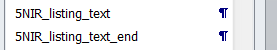 5NIR_listing_text ¶
5NIR_listing_text_end ¶